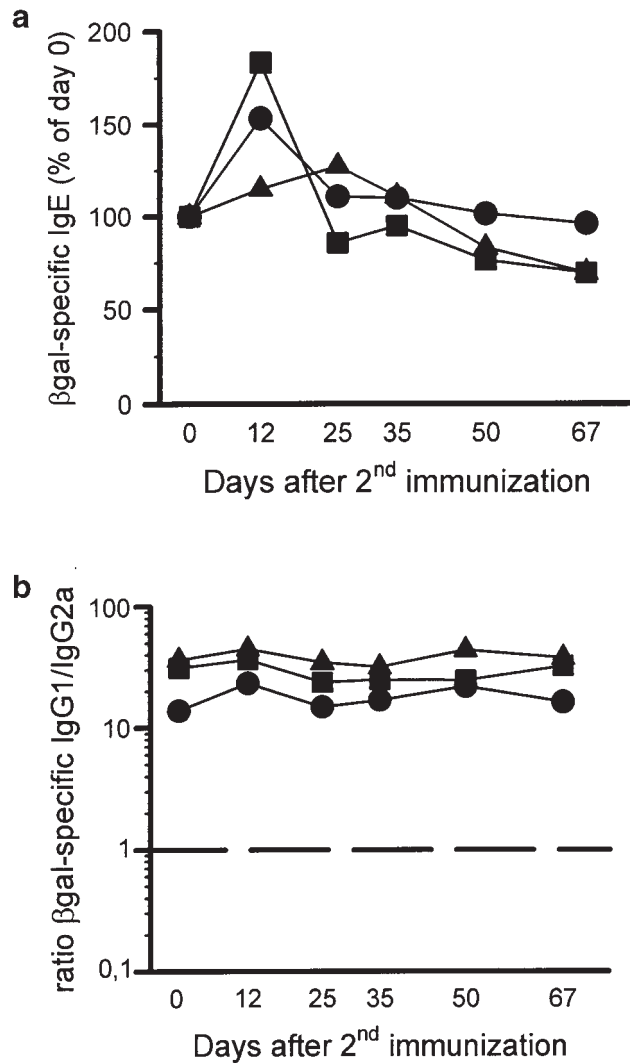 a
βgal-specific IgE (% of day 0)
200
150
100
50
0
0 12 25 35 50 67
Days after 2nd immunization
b
ratio βgal-specific IgG1/IgG2a
100
10
1
0,1
0 12 25 35 50 67
Days after 2nd immunization